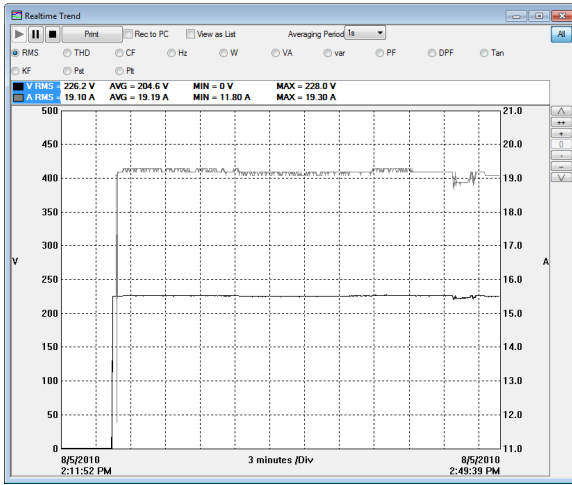 Realtime Trend
Print Rec to PC View as List Averaging Period 1s All
RMS THD CF Hz W VA var PF DPF Tan
KF Pst Plt
V RMS = 226.2 V AVG = 204.6 V MIN = 0 V MAX = 228.0 V
A RMS = 19.10 A AVG = 19.19 A MIN = 11.80 A MAX = 19.30 A
500 21.0
++
+
450 20.0
0
-
--
400 19.0
350 18.0
300 17.0
V A
250 16.0
200 15.0
150 14.0
100 13.0
50 12.0
0 11.0
8/5/2010 3 minutes /Div 8/5/2010
2:11:52 PM 2:49:39 PM